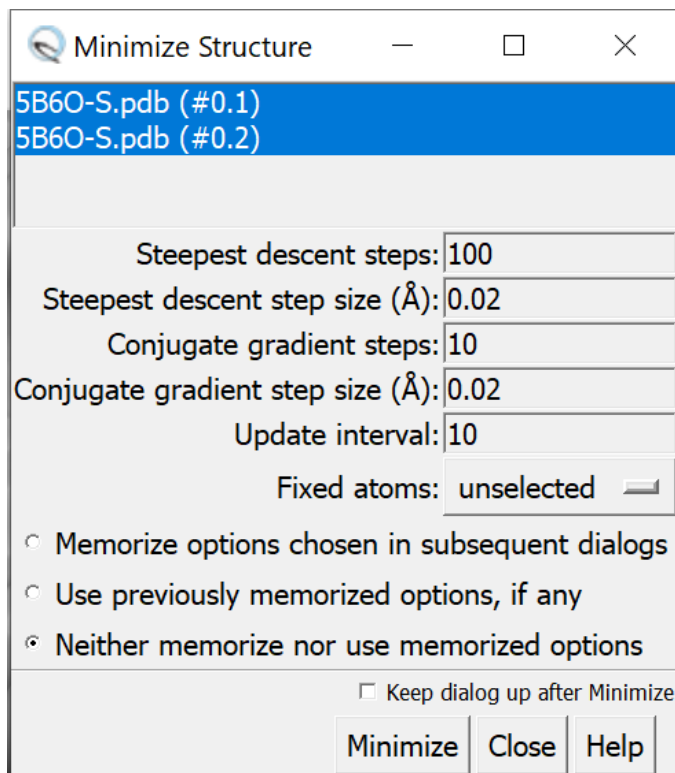 Minimize Structure
5B6O-S.pdb (#0.1)
5B6O-S.pdb (#0.2)
Steepest descent steps: 100
Steepest descent step size (Å): 0.02
Conjugate gradient steps: 10
Conjugate gradient step size (Å): 0.02
Update interval: 10
Fixed atoms: unselected
Memorize options chosen in subsequent dialogs
Use previously memorized options, if any
Neither memorize nor use memorized options
Keep dialog up after Minimize
Minimize Close Help